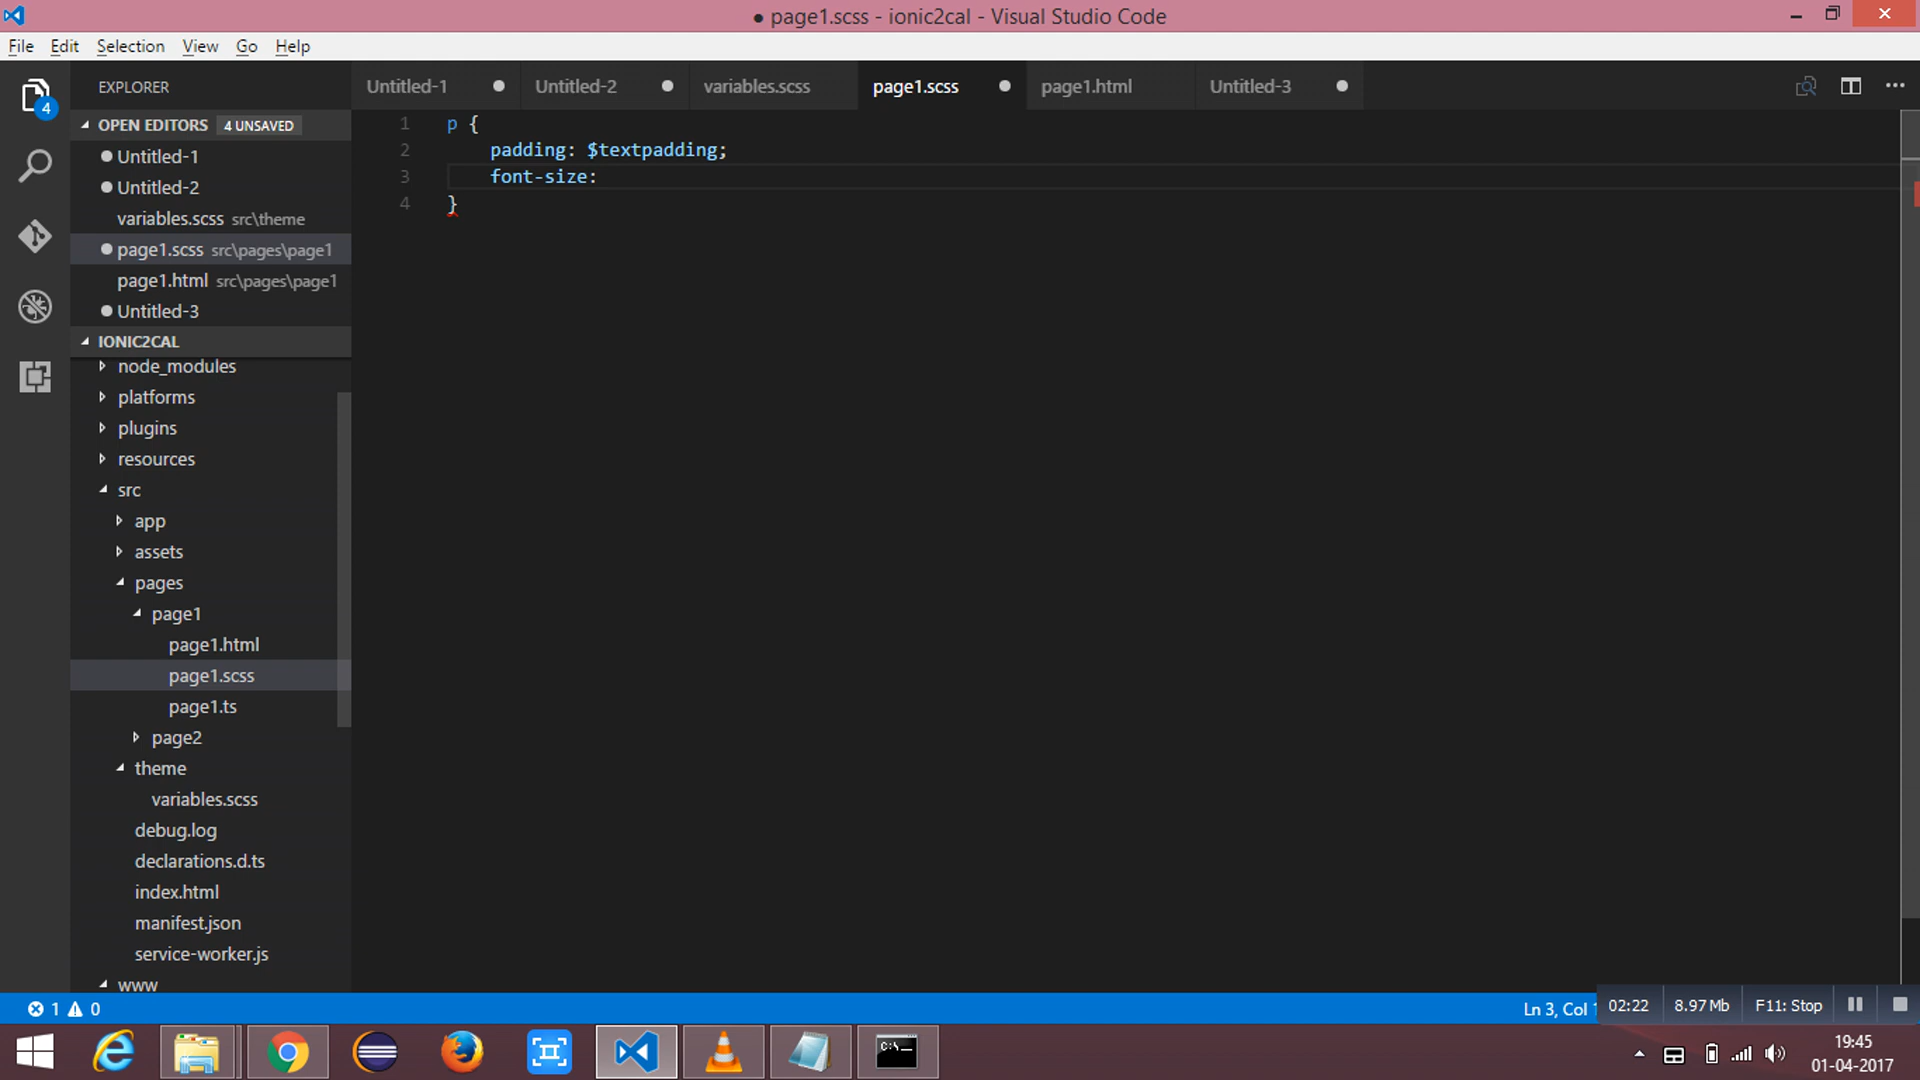 ● page1.scss - ionic2cal - Visual Studio Code
File Edit Selection View Go Help
EXPLORER
Untitled-1 Untitled-2 variables.scss page1.scss page1.html Untitled-3
4
OPEN EDITORS 4 UNSAVED
Untitled-1
Untitled-2
variables.scss src\theme
page1.scss src\pages\page1
page1.html src\pages\page1
Untitled-3
IONIC2CAL
node_modules
platforms
plugins
resources
src
app
assets
pages
page1
page1.html
page1.scss
page1.ts
page2
theme
variables.scss
debug.log
declarations.d.ts
index.html
manifest.json
service-worker.js
www
1 p {
2 padding: $textpadding;
3 font-size:
4 }
1 0
Ln 3, Col 1
02:22 8.97 Mb F11: Stop
C:\
19:45
01-04-2017